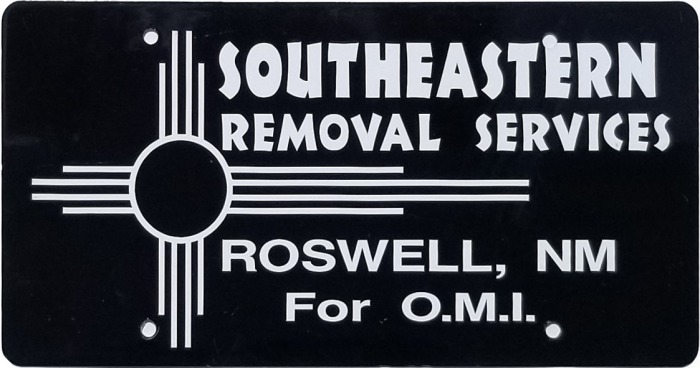 SOUTHEASTERN
REMOVAL SERVICES
ROSWELL, NM
For O.M.I.